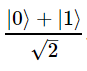 |0⟩ + |1⟩
√2